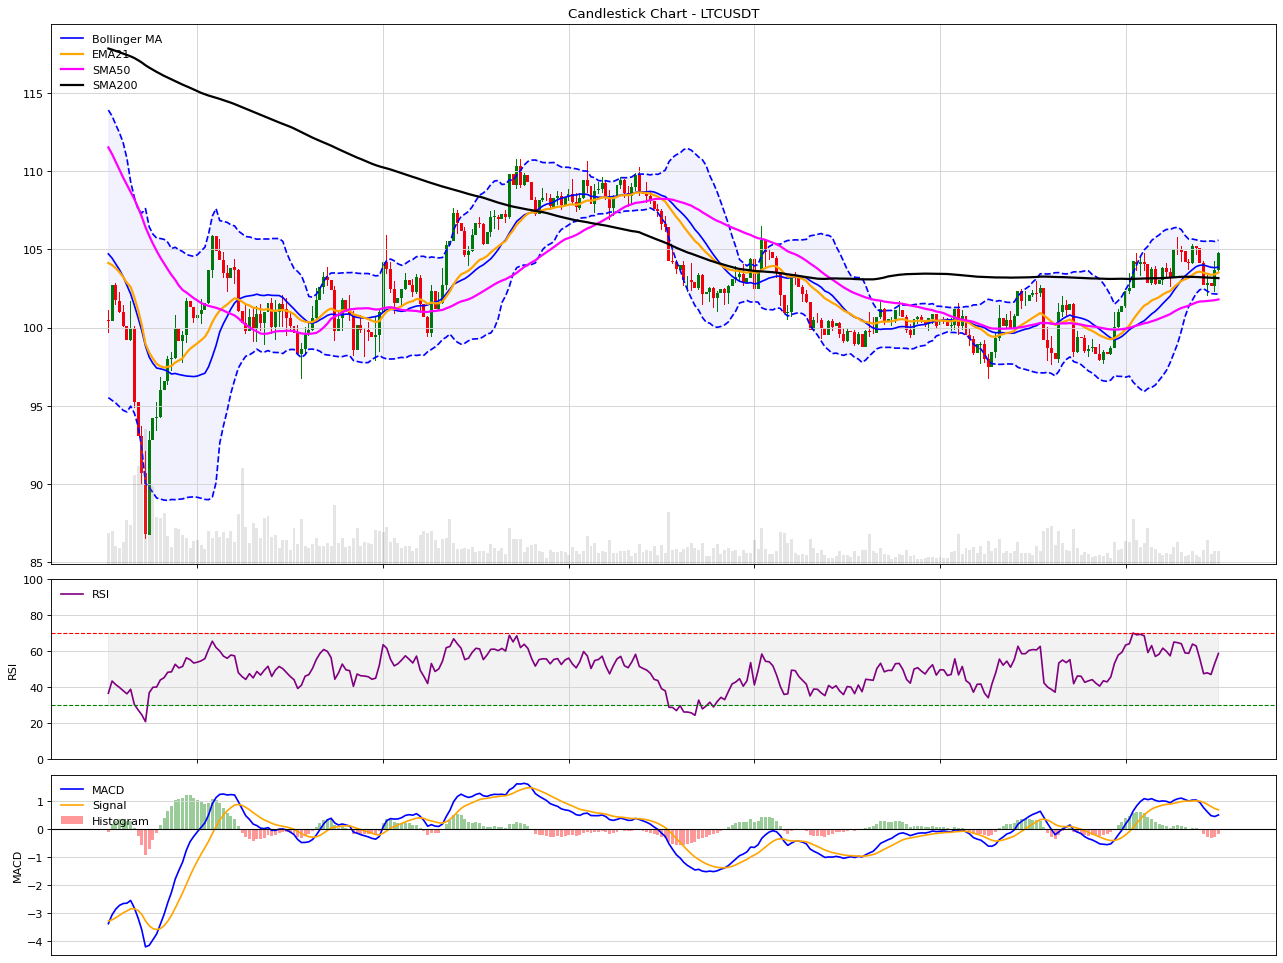 Candlestick Chart - LTCUSDT
Bollinger MA
EMA21
SMA50
SMA200
115
110
105
100
95
90
85
RSI
100
80
60
40
20
0
RSI
MACD
Signal
Histogram
1
0
−1
−2
−3
−4
MACD